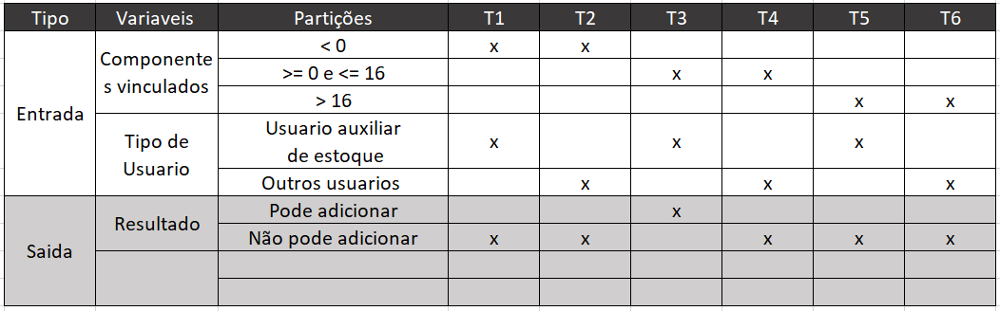 Tipo Variaveis Partições T1 T2 T3 T4 T5 T6
Entrada
Componente
s vinculados
< 0 x x
>= 0 e <= 16 x x
> 16 x x
Tipo de
Usuario
Usuario auxiliar
de estoque
x x x
Outros usuarios x x x
Saida
Resultado
Pode adicionar x
Não pode adicionar x x x x x